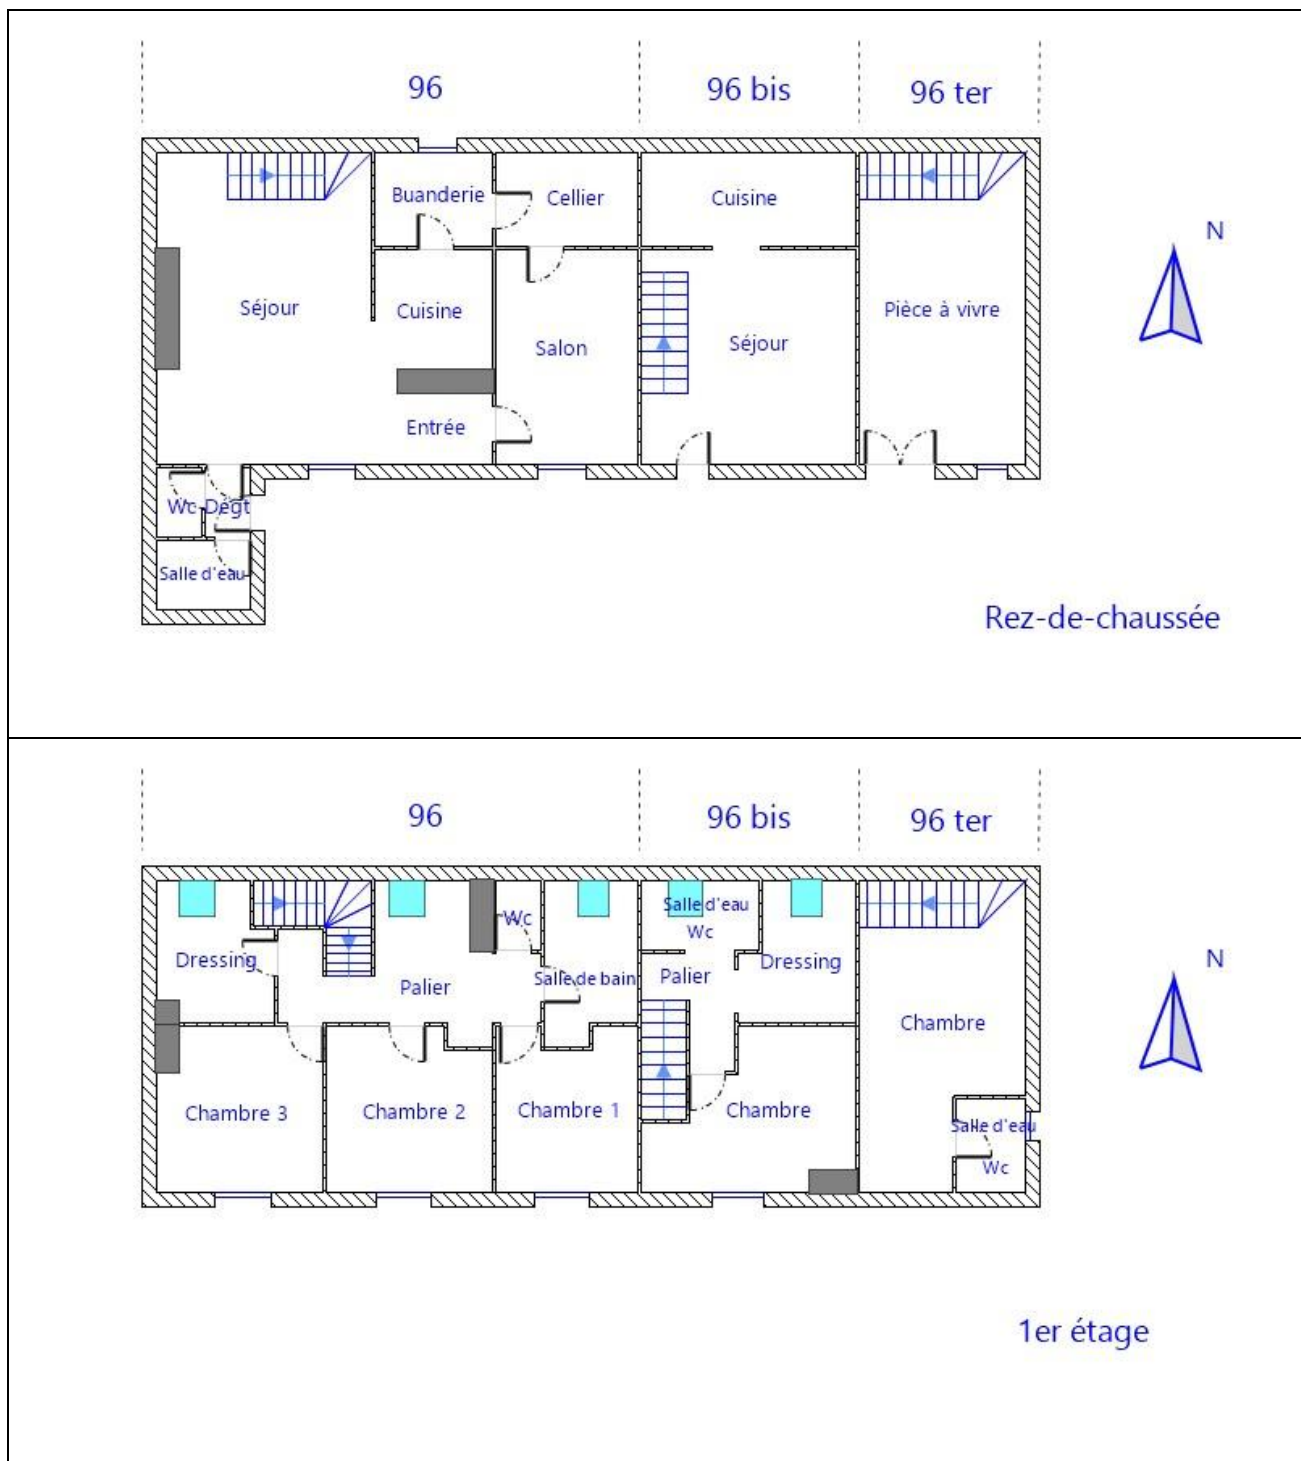 96 96 bis 96 ter
N
Buanderie Cellier Cuisine
Séjour Cuisine Pièce à vivre
Salon Séjour
Entrée
Wc Dégt
Salle d'eau
Rez-de-chaussée
96 96 bis 96 ter
Salle d'eau
Wc Wc
N
Dressing Dressing
Palier Salle de bain Palier
Chambre
Chambre 3 Chambre 2 Chambre 1 Chambre
Salle d'eau
Wc
1er étage